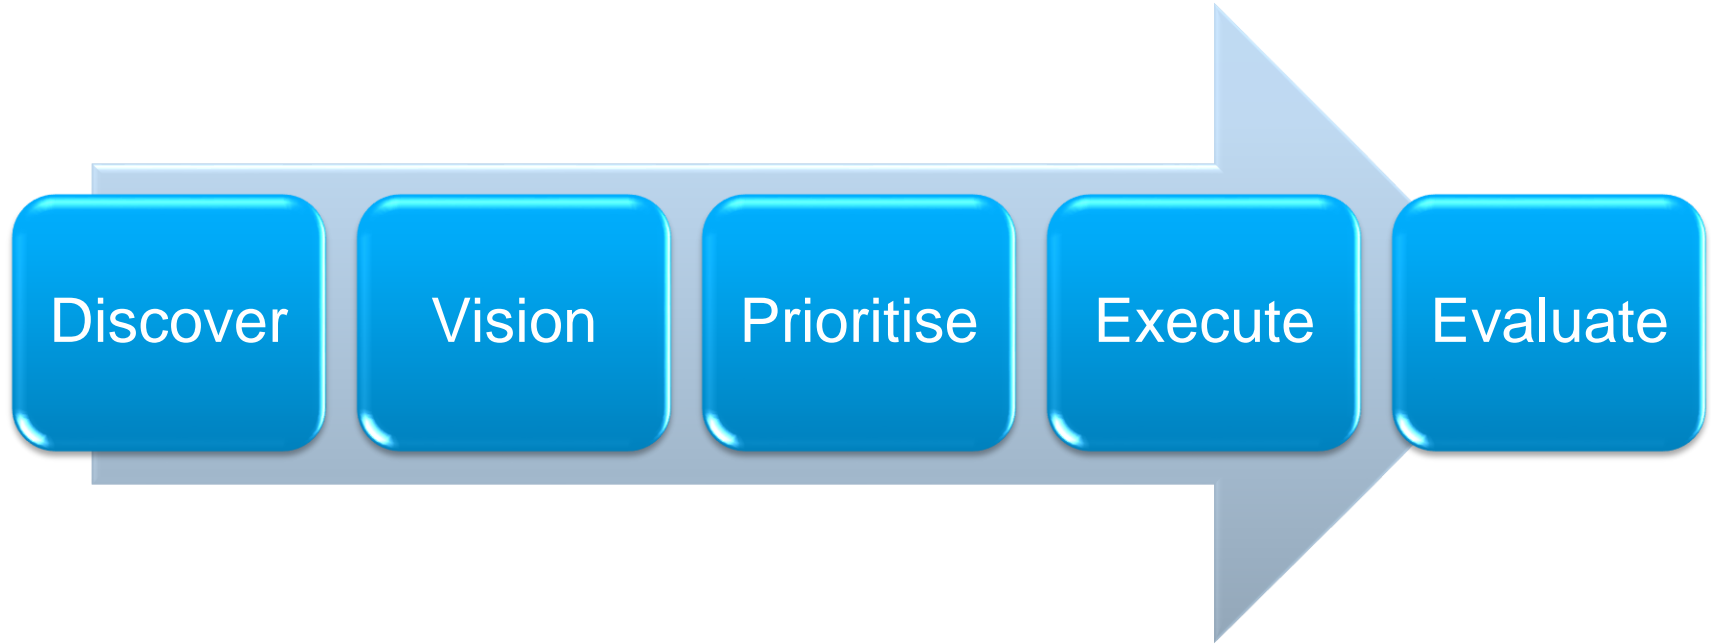 Discover
Vision
Prioritise
Execute
Evaluate